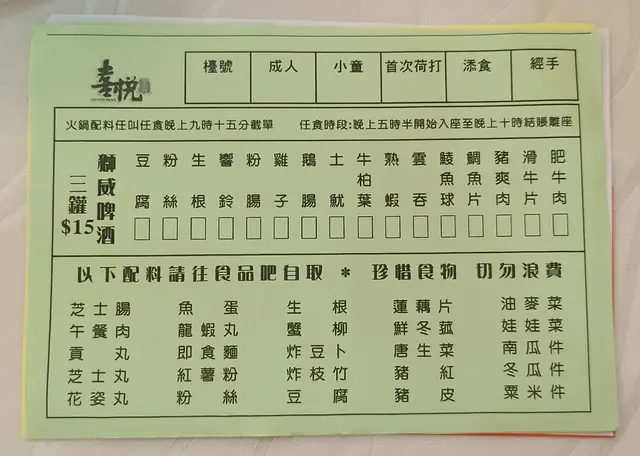 喜悅
檯號 成人 小童 首次荷打 添食 經手
火鍋配料任叫任食晚上九時十五分截單 任食時段:晚上五時半開始入座至晚上十時結賬離座
獅威啤酒
三鑵
$15
豆腐
粉絲
生根
響鈴
粉腸
雞子
鵝腸
土魷
牛柏葉
熟蝦
雲吞
鯪魚球
鯛魚片
豬爽肉
滑牛片
肥牛肉
以下配料請往食品吧自取 * 珍惜食物 切勿浪費
芝士腸 魚蛋 生根 蓮藕片 油麥菜
午餐肉 龍蝦丸 蟹柳 鮮冬菰 娃娃菜
貢丸 即食麵 炸豆卜 唐生菜 南瓜件
芝士丸 紅薯粉 炸枝竹 豬紅 冬瓜件
花姿丸 粉絲 豆腐 豬皮 粟米件